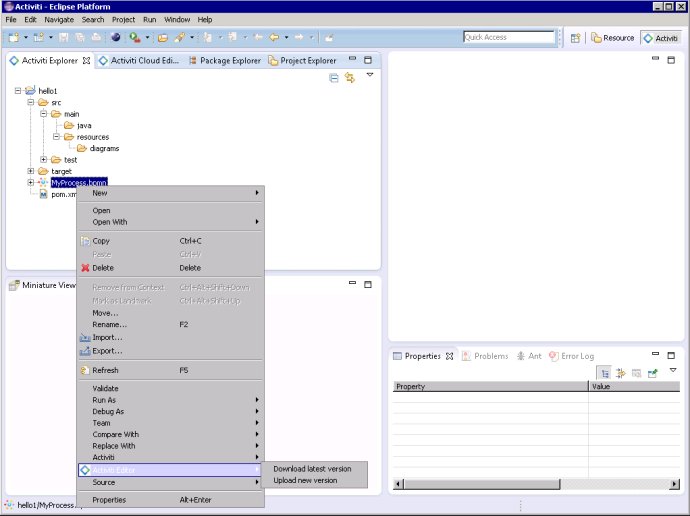 Activiti - Eclipse Platform
File Edit Navigate Search Project Run Window Help
Quick Access
Resource Activiti
Activiti Explorer Activiti Cloud Edi... Package Explorer Project Explorer
hello1
src
main
java
resources
diagrams
test
target
MyProcess.bpmn
pom.xm
New
Open
Open With
Copy Ctrl+C
Paste Ctrl+V
Delete Delete
Remove from Context Ctrl+Alt+Shift+Down
Mark as Landmark Ctrl+Alt+Shift+Up
Move...
Rename... F2
Import...
Export...
Refresh F5
Validate
Run As
Debug As
Team
Compare With
Replace With
Activiti
Activiti Editor
Source
Properties Alt+Enter
Download latest version
Upload new version
Miniature View
Properties Problems Ant Error Log
Property Value
hello1/MyProcess.bp